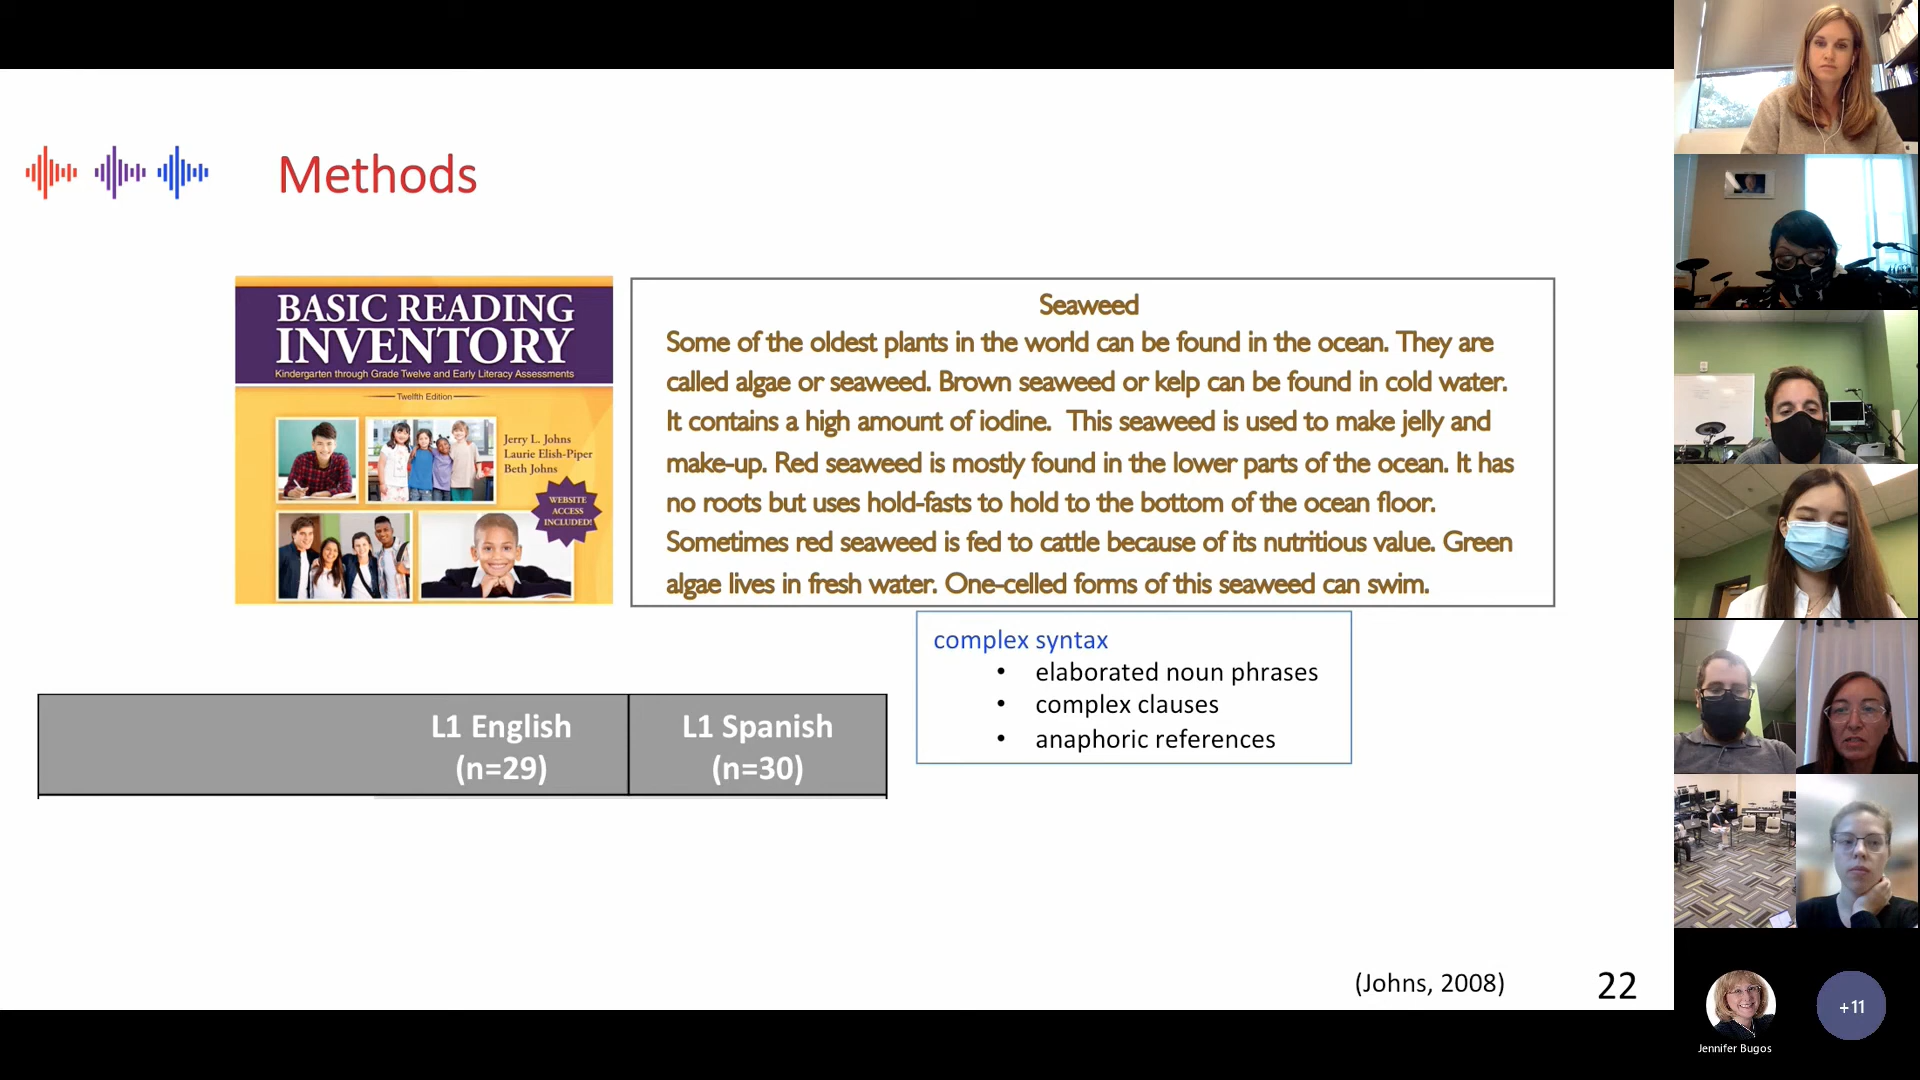 Methods
BASIC READING
INVENTORY
Kindergarten through Grade Twelve and Early Literacy Assessments
Twelfth Edition
Jerry L. Johns
Laurie Elish-Piper
Beth Johns
WEBSITE
ACCESS
INCLUDED!
Seaweed
Some of the oldest plants in the world can be found in the ocean. They are
called algae or seaweed. Brown seaweed or kelp can be found in cold water.
It contains a high amount of iodine. This seaweed is used to make jelly and
make-up. Red seaweed is mostly found in the lower parts of the ocean. It has
no roots but uses hold-fasts to hold to the bottom of the ocean floor.
Sometimes red seaweed is fed to cattle because of its nutritious value. Green
algae lives in fresh water. One-celled forms of this seaweed can swim.
complex syntax
• elaborated noun phrases
• complex clauses
• anaphoric references
L1 English
(n=29)
L1 Spanish
(n=30)
(Johns, 2008)
22
+11
Jennifer Bugos